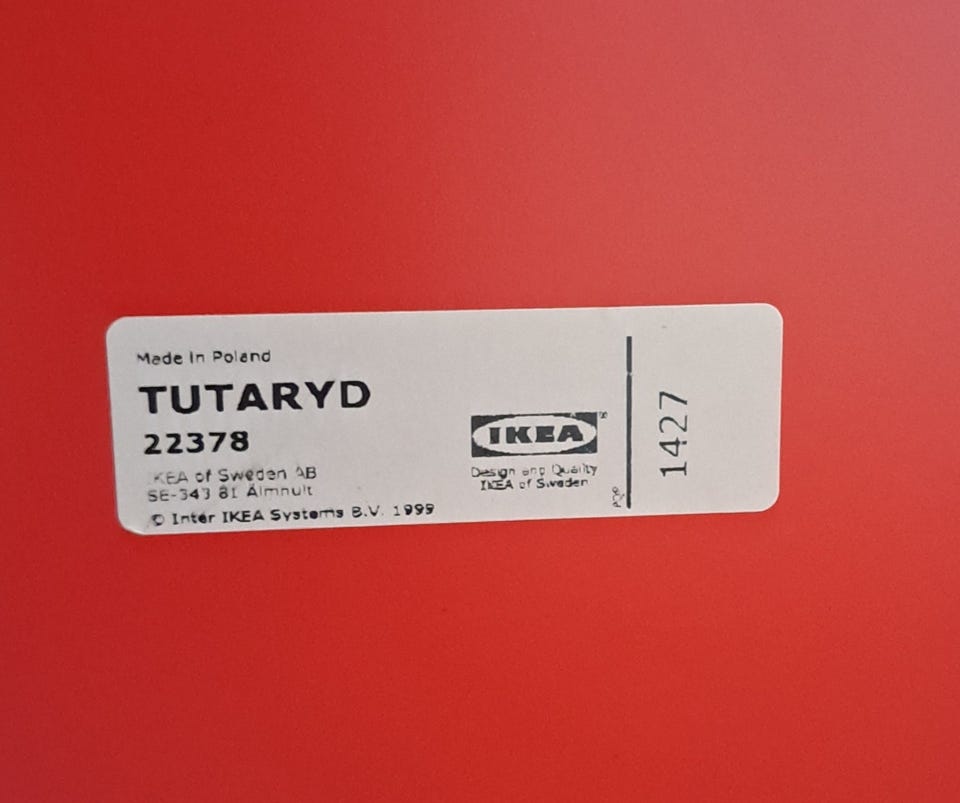 Made in Poland
TUTARYD
22378
IKEA of Sweden AB
SE-343 81 Älmhult
© Inter IKEA Systems B.V. 1999
IKEA
Design and Quality
IKEA of Sweden
1427